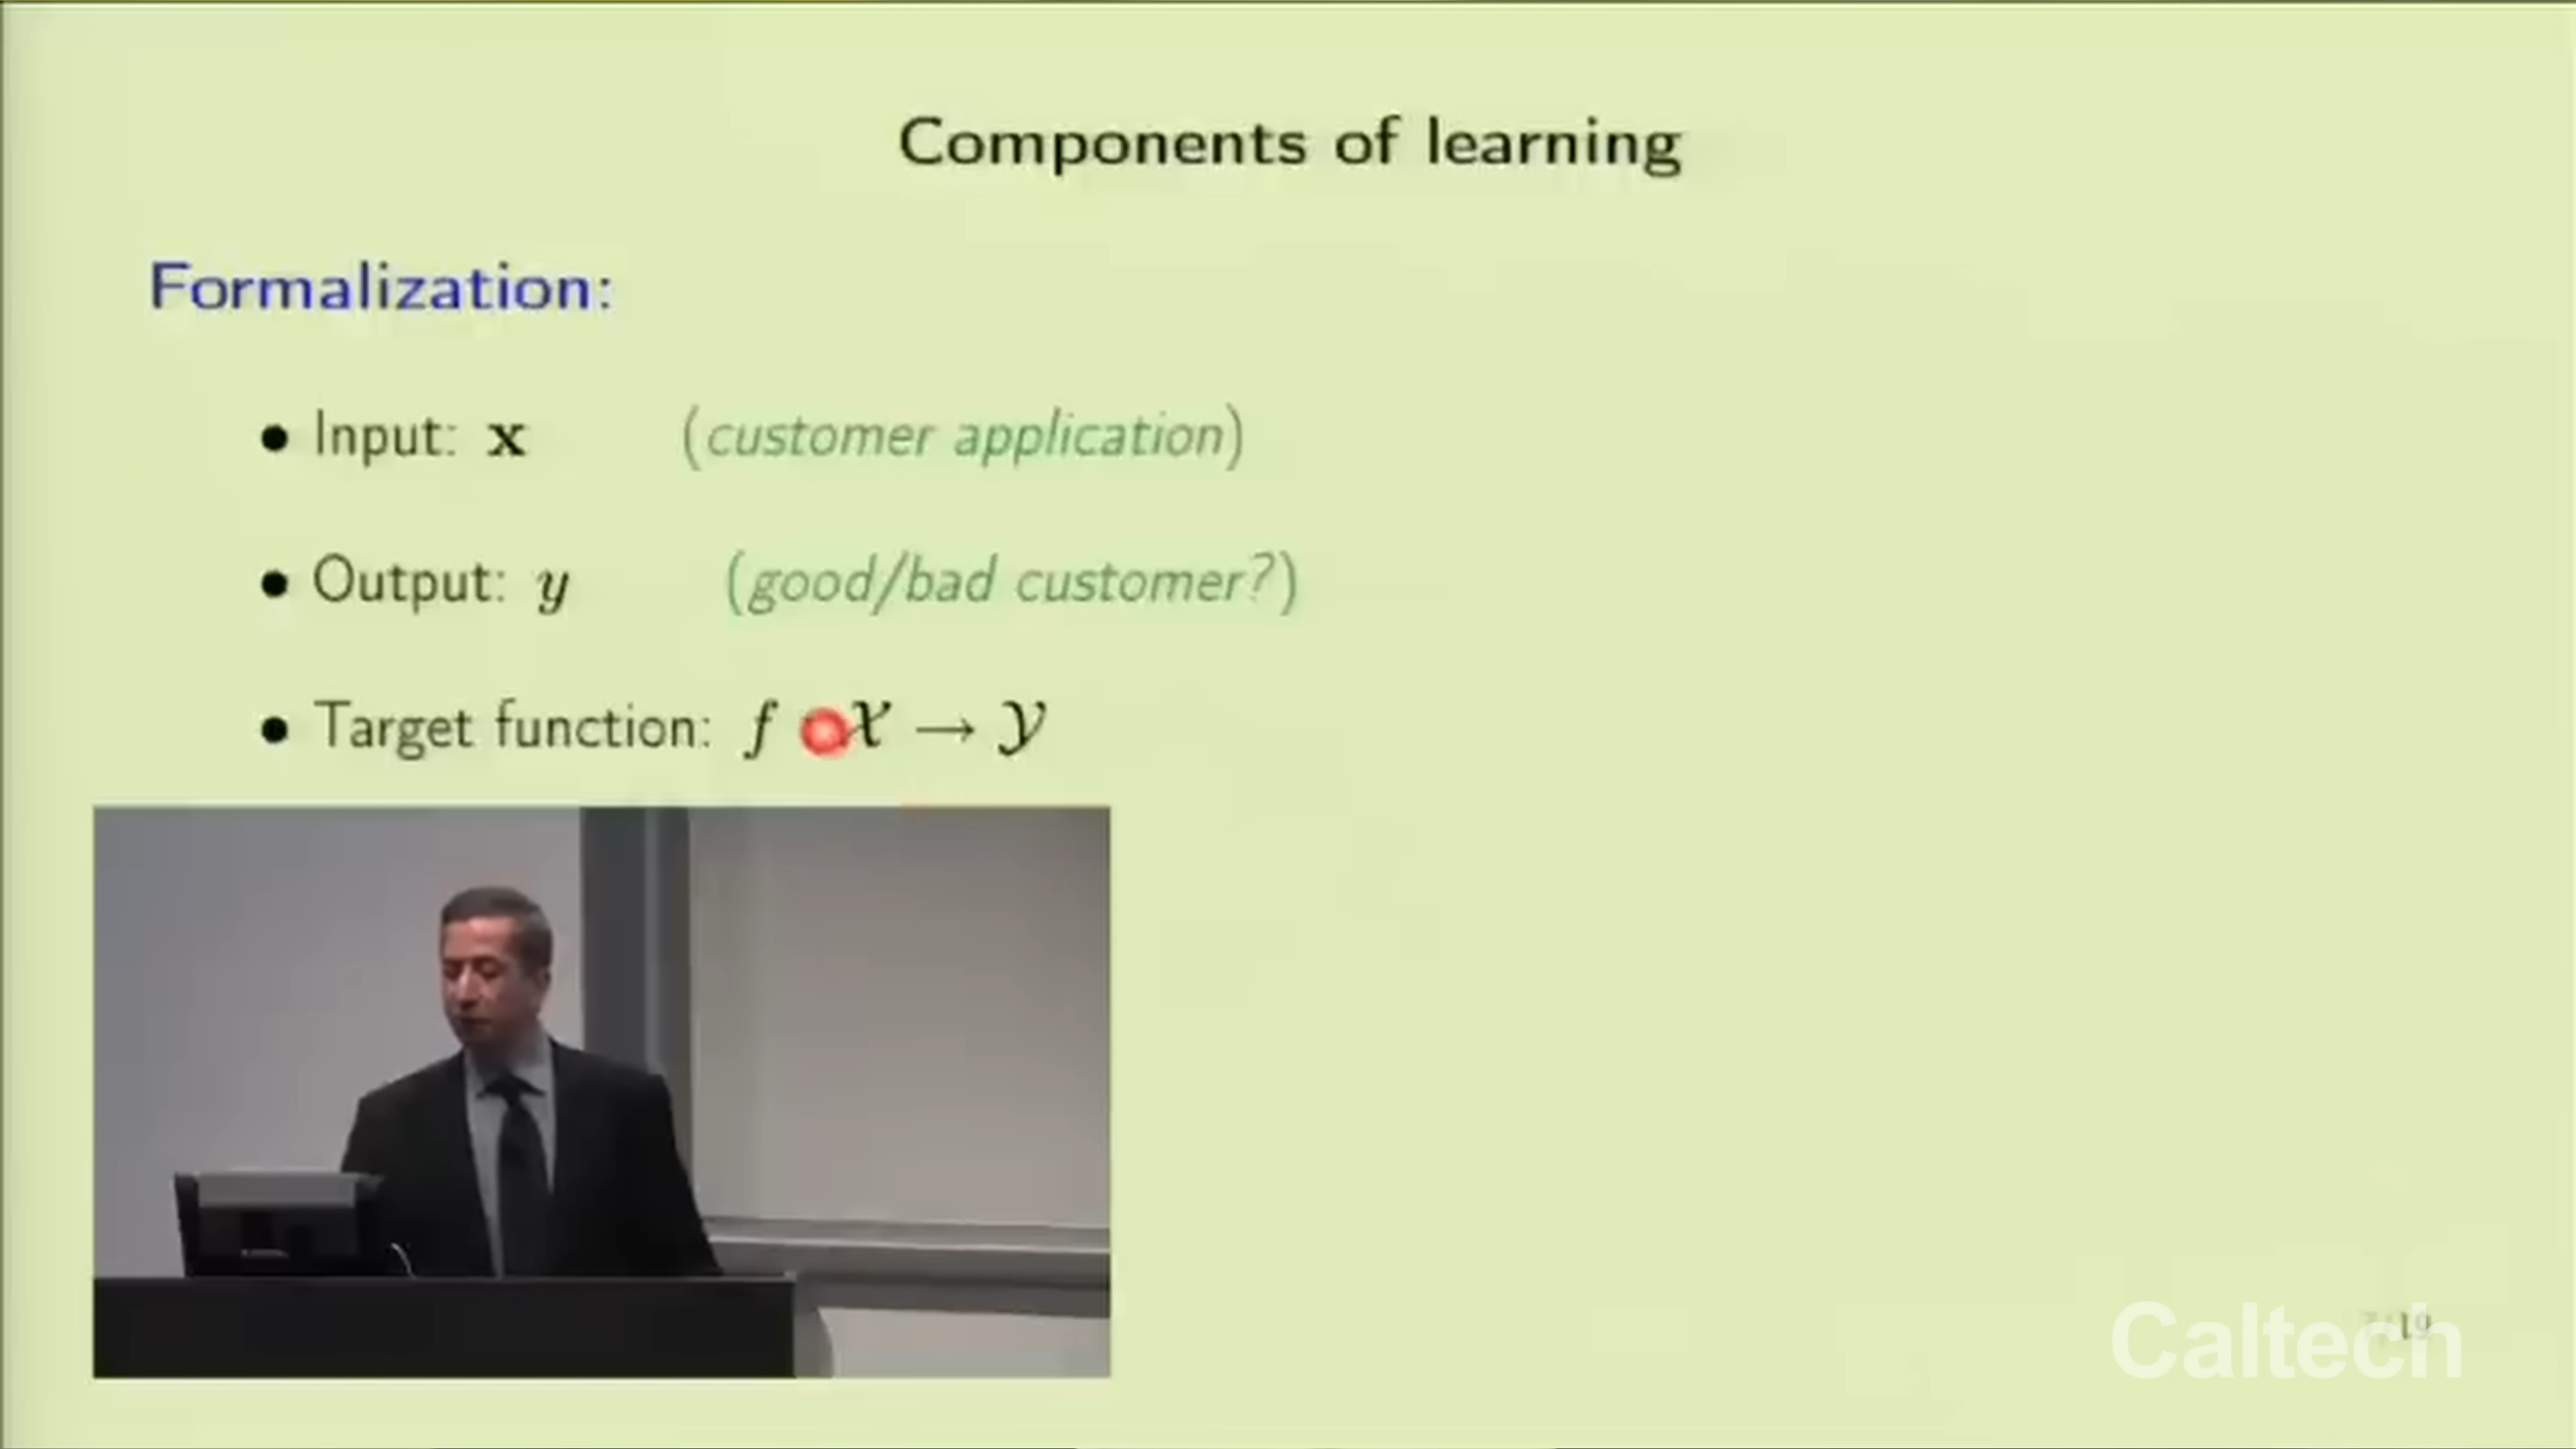 Components of learning
Formalization:
• Input: x (customer application)
• Output: y (good/bad customer?)
• Target function: f 𝒳 → 𝒴
Caltech